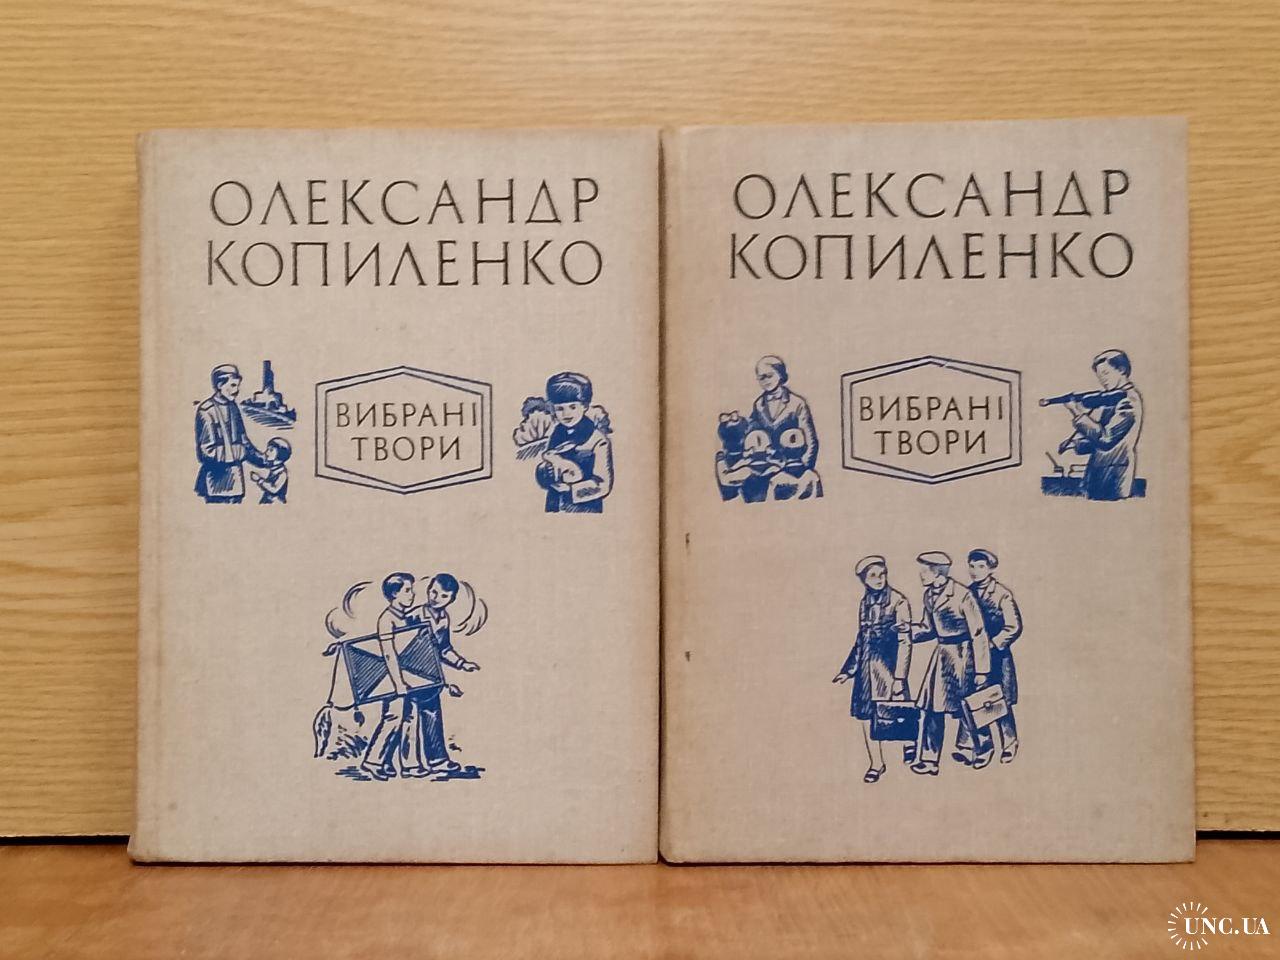 ОЛЕКСАНДР
КОПИЛЕНКО
ВИБРАНІ
ТВОРИ
ОЛЕКСАНДР
КОПИЛЕНКО
ВИБРАНІ
ТВОРИ
UNC.UA